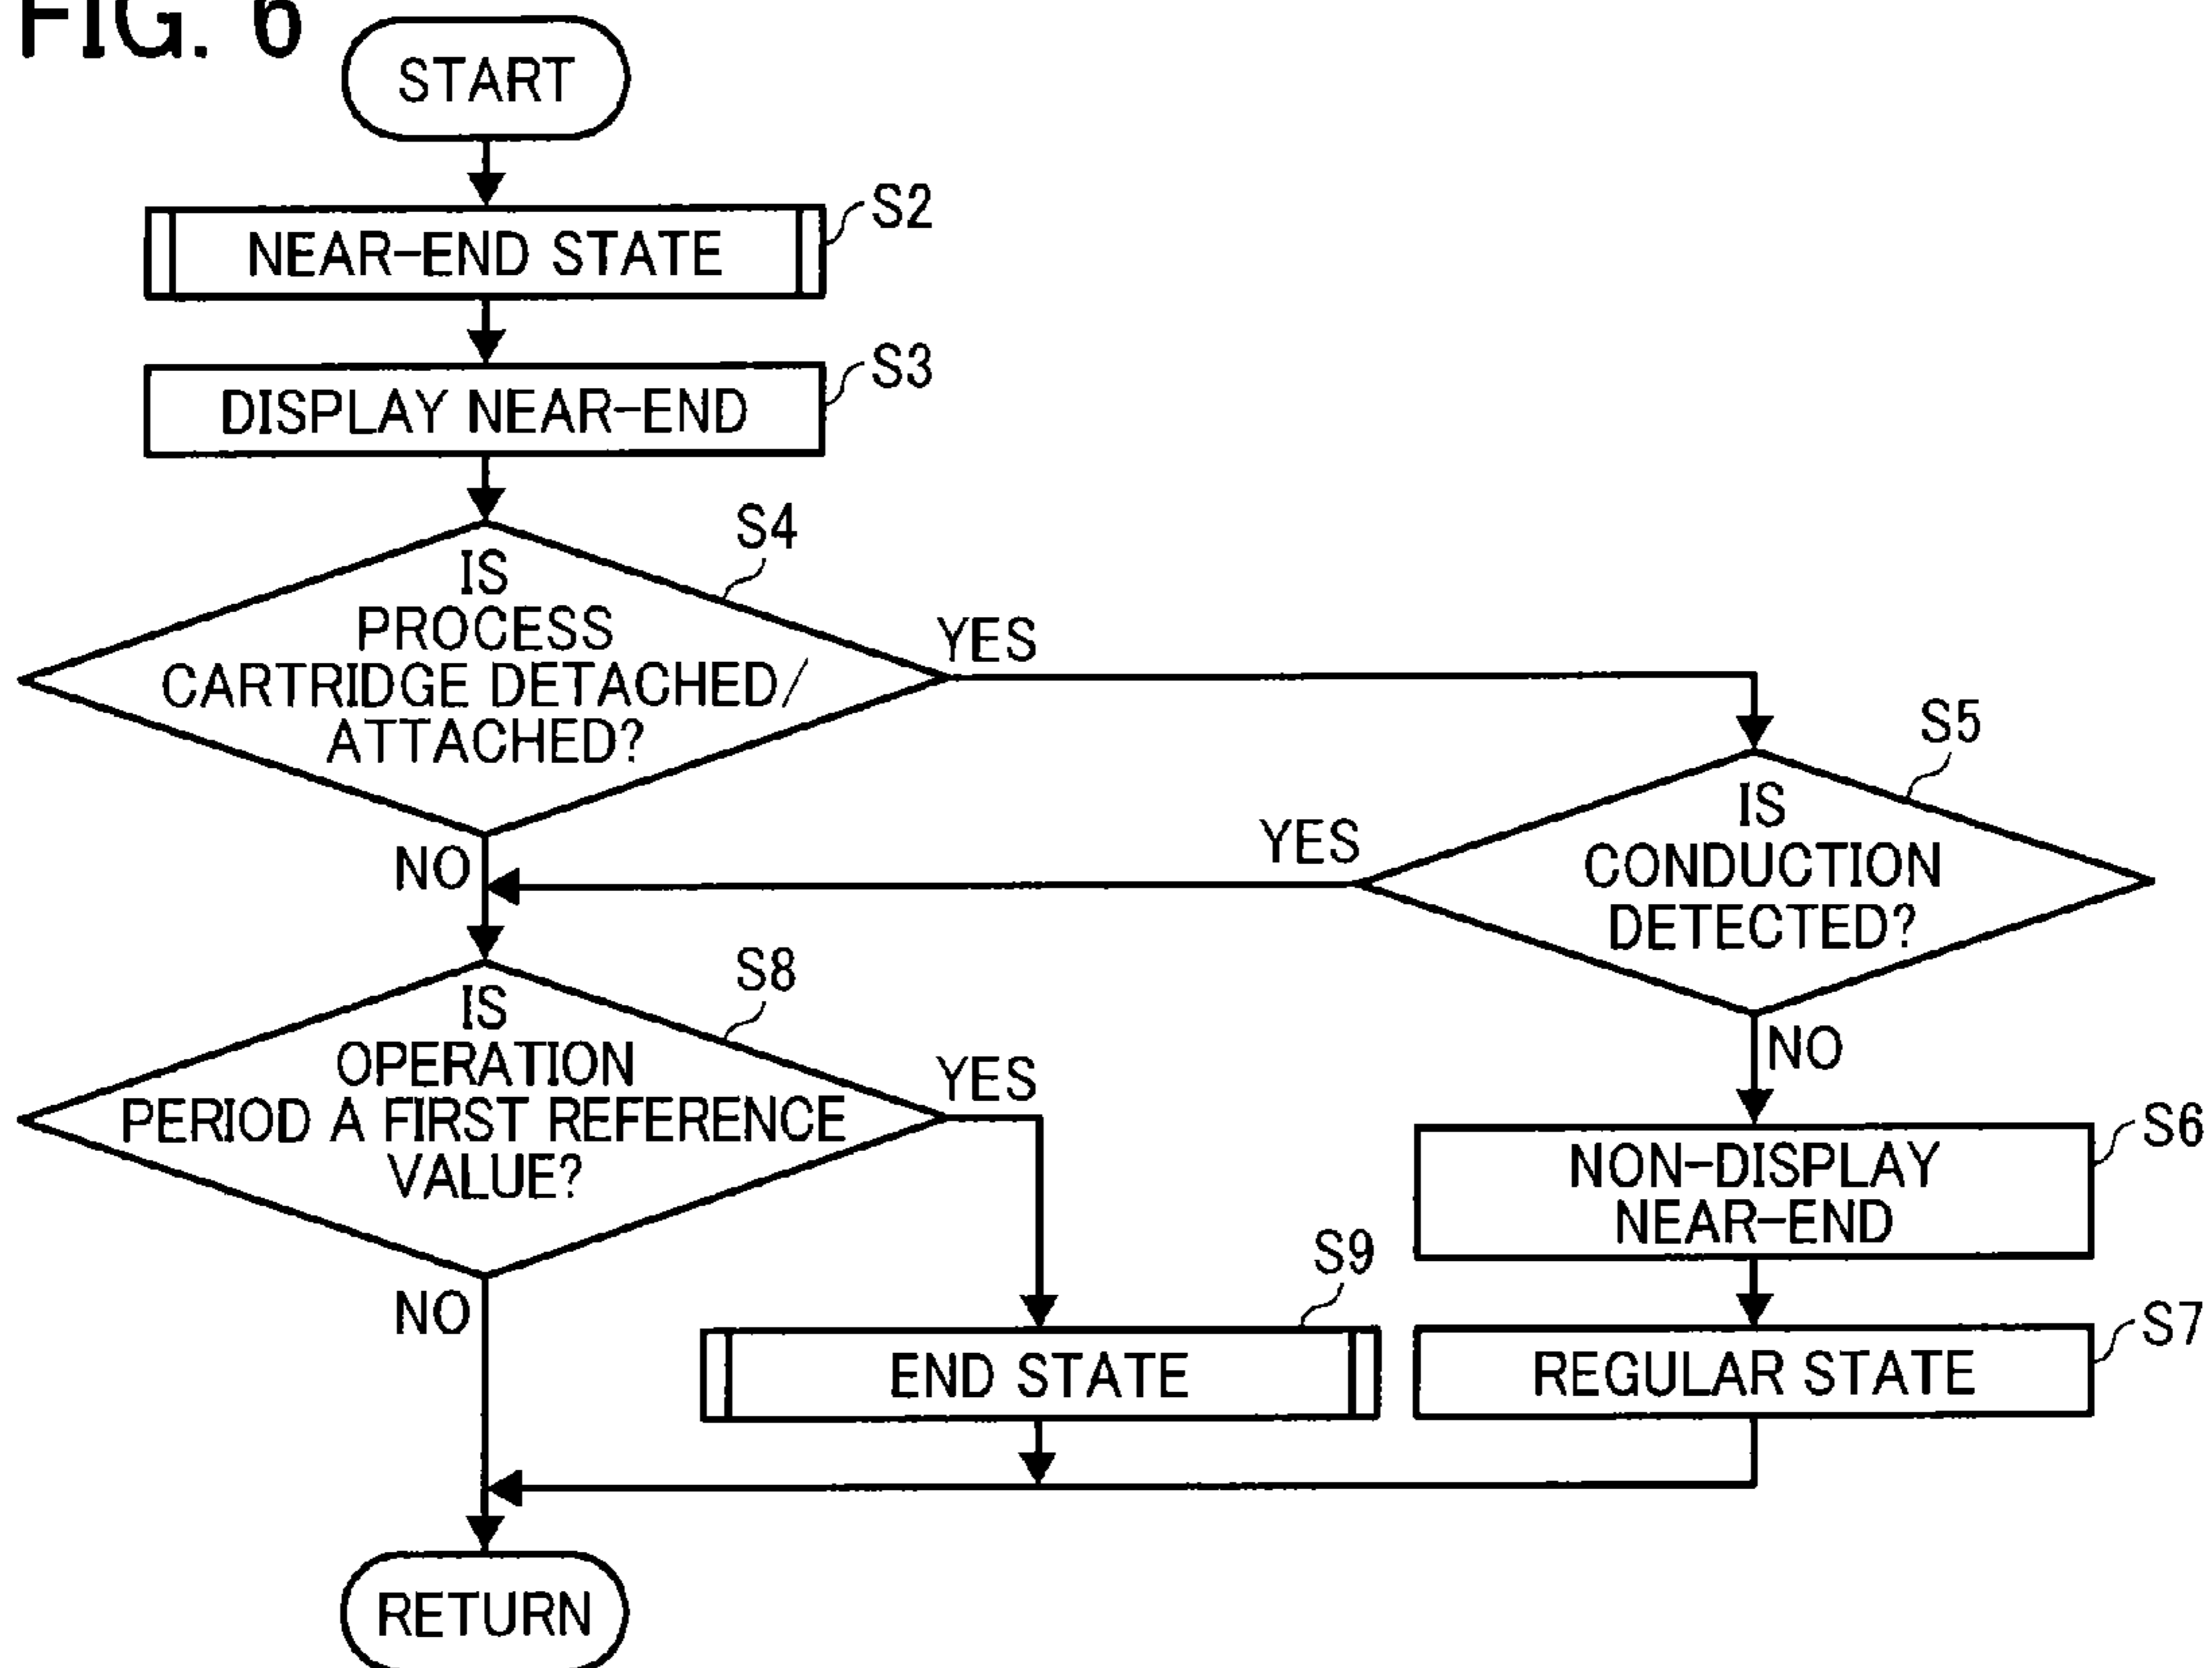 FIG. 6
START
S2
NEAR-END STATE
S3
DISPLAY NEAR-END
S4
IS
PROCESS
CARTRIDGE DETACHED/
ATTACHED?
YES
NO
S5
IS
CONDUCTION
DETECTED?
YES
NO
S8
IS
OPERATION
PERIOD A FIRST REFERENCE
VALUE?
YES
NO
S6
NON-DISPLAY
NEAR-END
S9
END STATE
S7
REGULAR STATE
RETURN